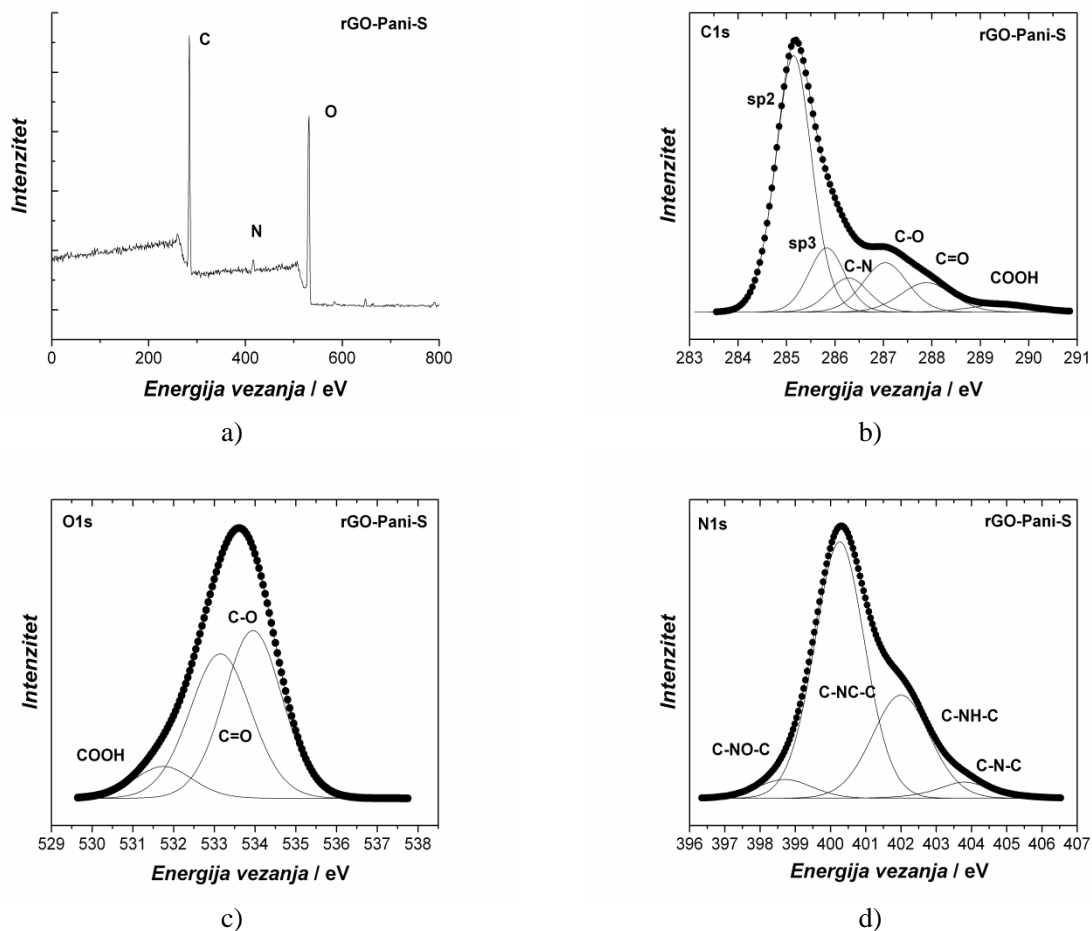 rGO-Pani-S
C
O
N
Intenzitet
0 200 400 600 800
Energija vezanja / eV
a)
C1s
rGO-Pani-S
sp2
sp3
C-N
C-O
C=O
COOH
Intenzitet
283 284 285 286 287 288 289 290 291
Energija vezanja / eV
b)
O1s
rGO-Pani-S
C-O
C=O
COOH
Intenzitet
529 530 531 532 533 534 535 536 537 538
Energija vezanja / eV
c)
N1s
rGO-Pani-S
C-NC-C
C-NH-C
C-NO-C
C-N-C
Intenzitet
396 397 398 399 400 401 402 403 404 405 406 407
Energija vezanja / eV
d)